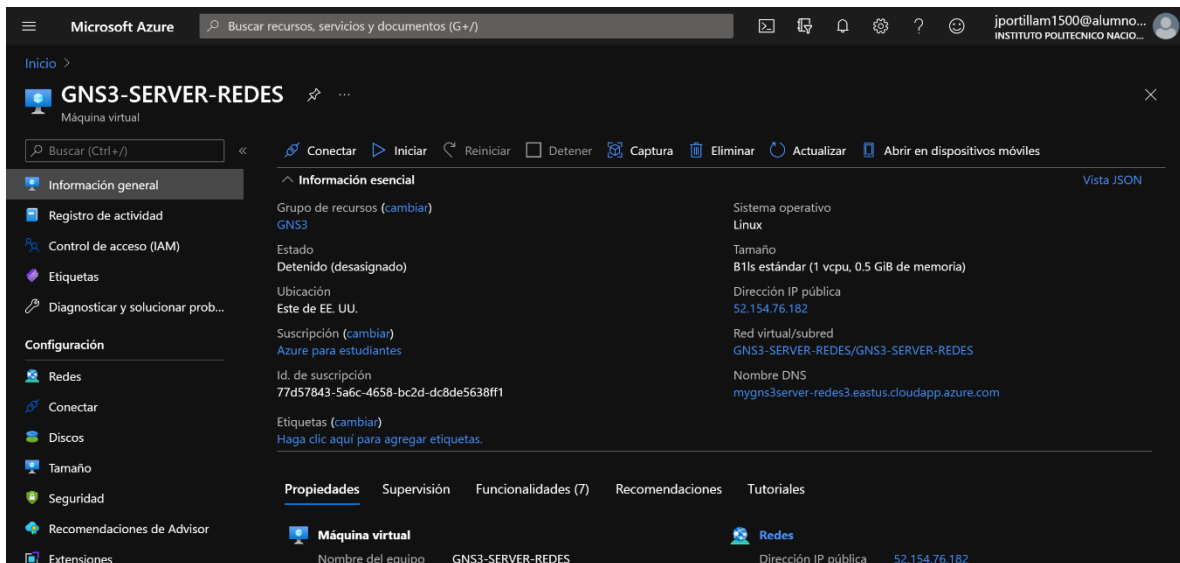 Microsoft Azure
Buscar recursos, servicios y documentos (G+/)
jportillam1500@alumno...
INSTITUTO POLITECNICO NACIO...
Inicio >
GNS3-SERVER-REDES
Máquina virtual
Buscar (Ctrl+/)
Conectar Iniciar Reiniciar Detener Captura Eliminar Actualizar Abrir en dispositivos móviles
Información general
Registro de actividad
Control de acceso (IAM)
Etiquetas
Diagnosticar y solucionar prob...
Configuración
Redes
Conectar
Discos
Tamaño
Seguridad
Recomendaciones de Advisor
Extensiones
Información esencial
Vista JSON
Grupo de recursos (cambiar)
GNS3
Estado
Detenido (desasignado)
Ubicación
Este de EE. UU.
Suscripción (cambiar)
Azure para estudiantes
Id. de suscripción
77d57843-5a6c-4658-bc2d-dc8de5638ff1
Etiquetas (cambiar)
Haga clic aquí para agregar etiquetas.
Sistema operativo
Linux
Tamaño
B1ls estándar (1 vcpu, 0.5 GiB de memoria)
Dirección IP pública
52.154.76.182
Red virtual/subred
GNS3-SERVER-REDES/GNS3-SERVER-REDES
Nombre DNS
mygns3server-redes3.eastus.cloudapp.azure.com
Propiedades Supervisión Funcionalidades (7) Recomendaciones Tutoriales
Máquina virtual
Nombre del equipo GNS3-SERVER-REDES
Redes
Dirección IP pública 52.154.76.182